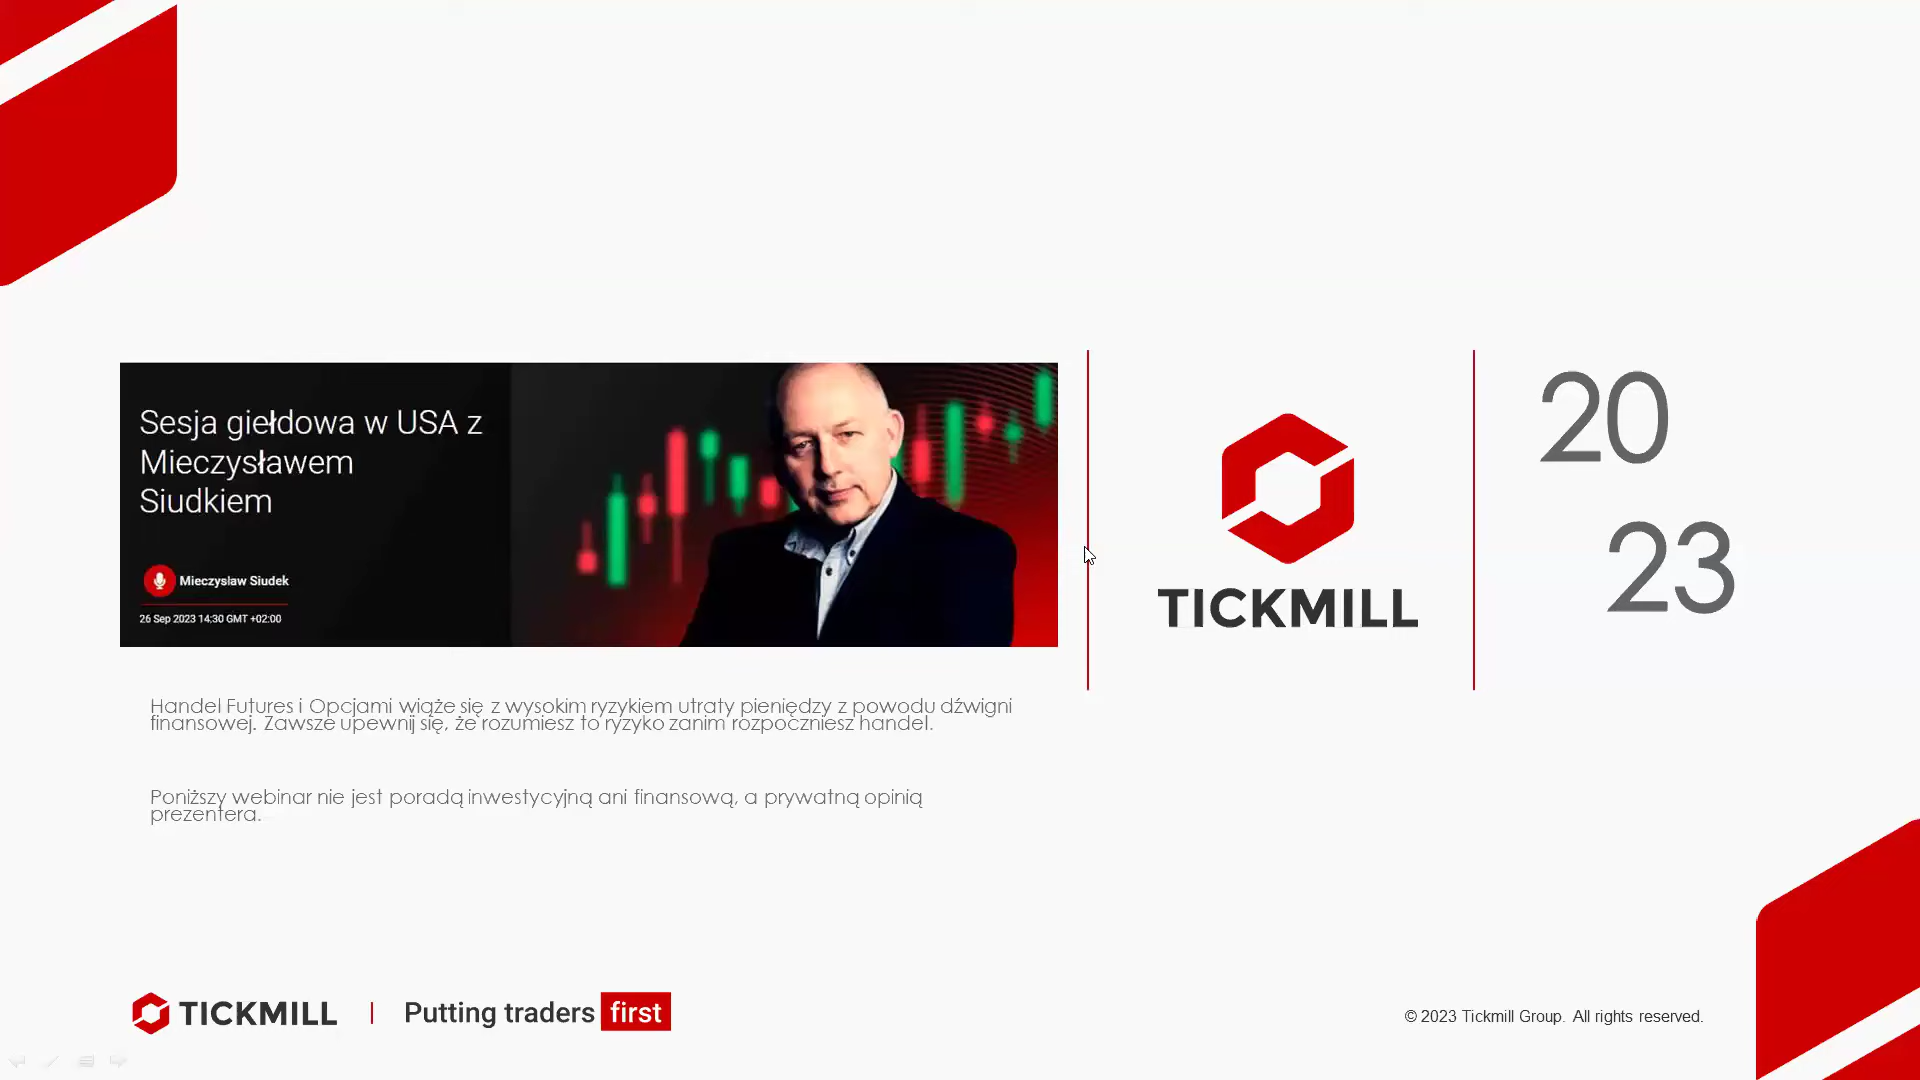 Sesja giełdowa w USA z
Mieczysławem
Siudkiem
Mieczysław Siudek
26 Sep 2023 14:30 GMT +02:00
TICKMILL
20
23
Handel Futures i Opcjami wiąże się z wysokim ryzykiem utraty pieniędzy z powodu dźwigni
finansowej. Zawsze upewnij się, że rozumiesz to ryzyko zanim rozpoczniesz handel.
Poniższy webinar nie jest poradą inwestycyjną ani finansową, a prywatną opinią
prezentera.
TICKMILL | Putting traders first
© 2023 Tickmill Group. All rights reserved.